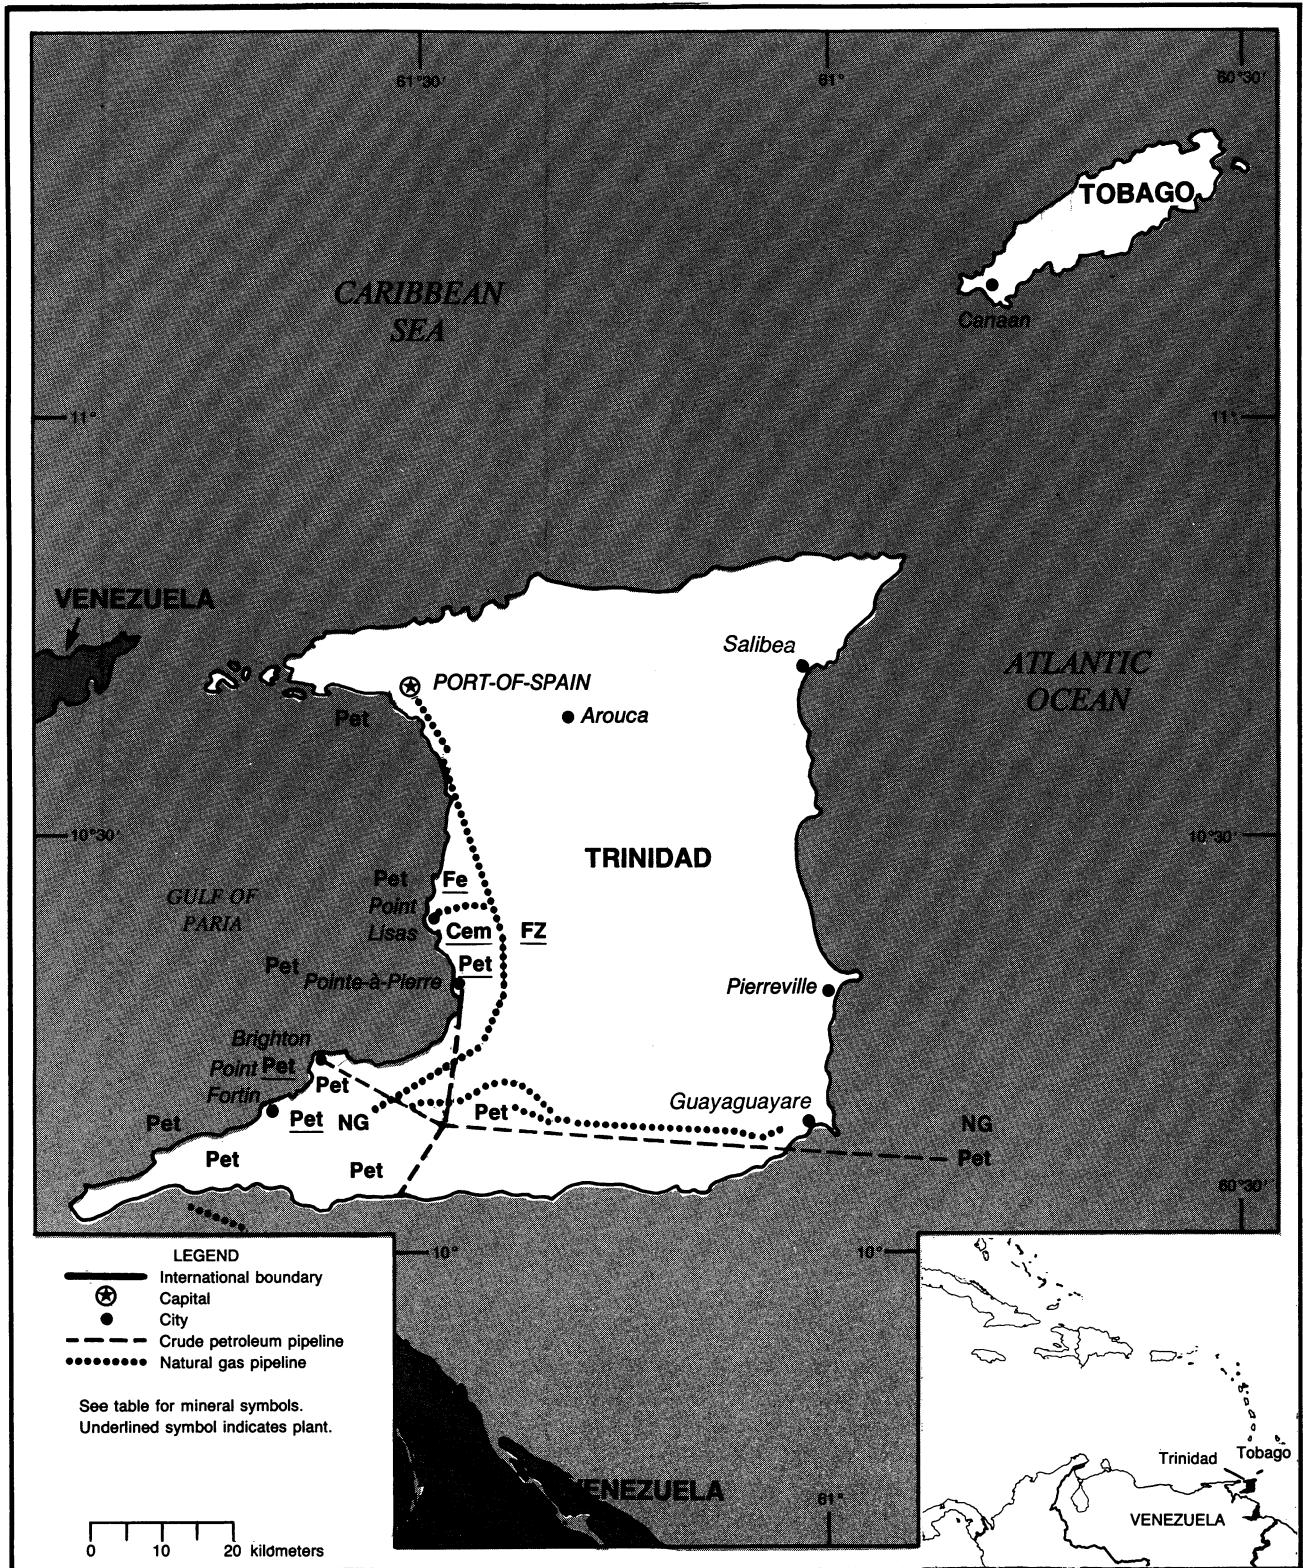 61°30'
61°
60°30'
TOBAGO
CARIBBEAN
SEA
Canaan
11°
11°
VENEZUELA
Salibea
ATLANTIC
OCEAN
PORT-OF-SPAIN
Pet
Arouca
10°30'
10°30'
TRINIDAD
Pet
Fe
GULF OF
PARIA
Point
Lisas
Cem
FZ
Pet
Pet
Pointe-à-Pierre
Pierreville
Brighton
Point
Fortin
Pet
Pet
Pet
Pet
NG
Pet
Guayaguayare
NG
Pet
Pet
Pet
60°30'
LEGEND
International boundary
Capital
City
Crude petroleum pipeline
Natural gas pipeline
See table for mineral symbols.
Underlined symbol indicates plant.
0 10 20 kilometers
10°
10°
VENEZUELA
61°
Trinidad
Tobago
VENEZUELA